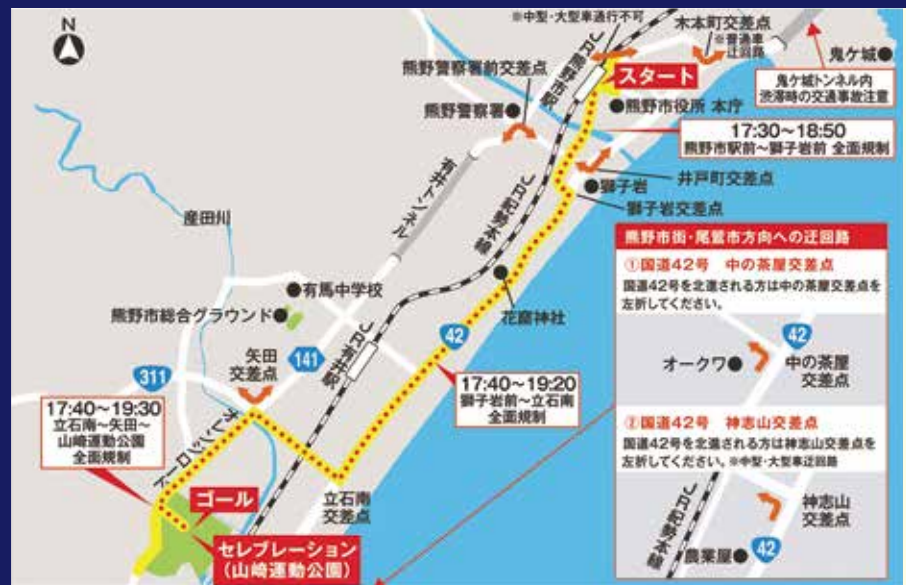 N
※中型・大型車通行不可
木本町交差点
※普通車
迂回路
鬼ケ城
鬼ケ城トンネル内
渋滞時の交通事故注意
JR熊野市駅
スタート
熊野警察署前交差点
熊野警察署
熊野市役所 本庁
17:30〜18:50
熊野市駅前〜獅子岩前 全面規制
井戸町交差点
獅子岩
獅子岩交差点
有井トンネル
JR紀勢本線
産田川
有馬中学校
熊野市総合グラウンド
花窟神社
42
JR有井駅
141
311
矢田
交差点
17:40〜19:20
獅子岩前〜立石南
全面規制
17:40〜19:30
立石南〜矢田〜
山崎運動公園
全面規制
オレンジロード
立石南
交差点
ゴール
セレブレーション
(山崎運動公園)
熊野市街・尾鷲市方向への迂回路
①国道42号 中の茶屋交差点
国道42号を北進される方は中の茶屋交差点を
左折してください。
42
オークワ
中の茶屋
交差点
②国道42号 神志山交差点
国道42号を北進される方は神志山交差点を
左折してください。※中型・大型車迂回路
JR紀勢本線
神志山
交差点
農業屋
42